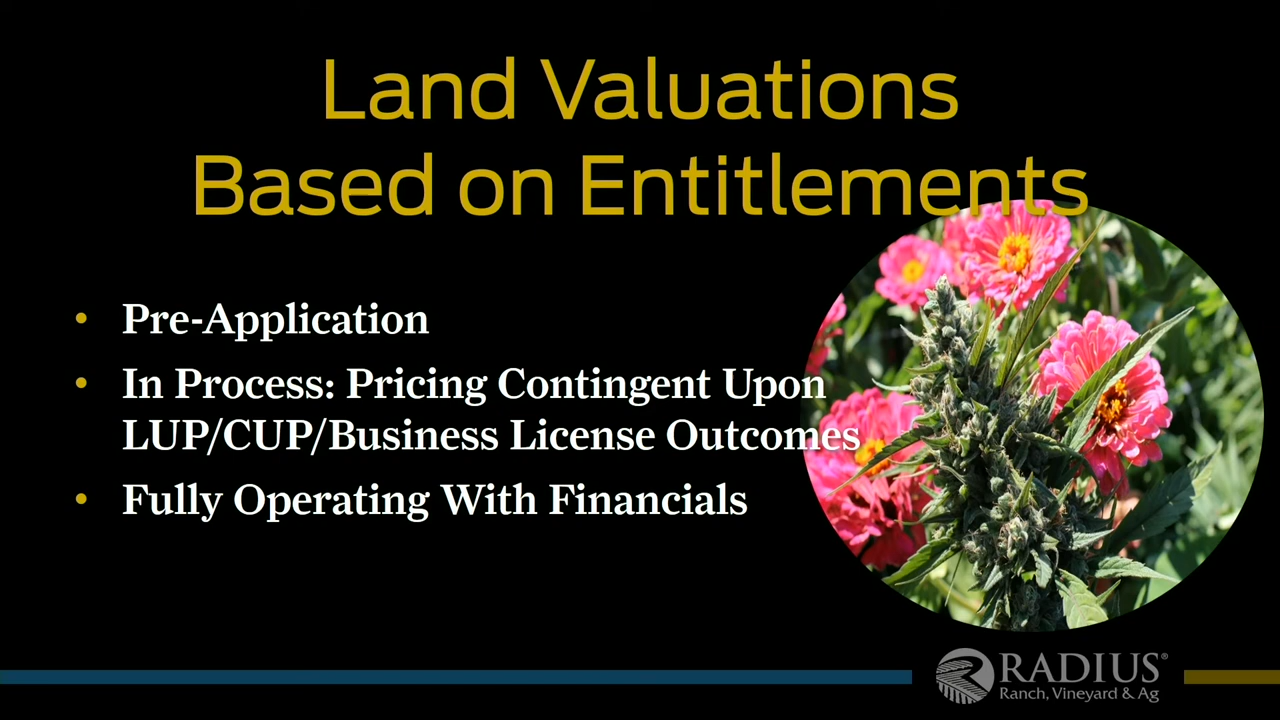 Land Valuations
Based on Entitlements
• Pre-Application
• In Process: Pricing Contingent Upon
LUP/CUP/Business License Outcomes
• Fully Operating With Financials
RADIUS®
Ranch, Vineyard & Ag